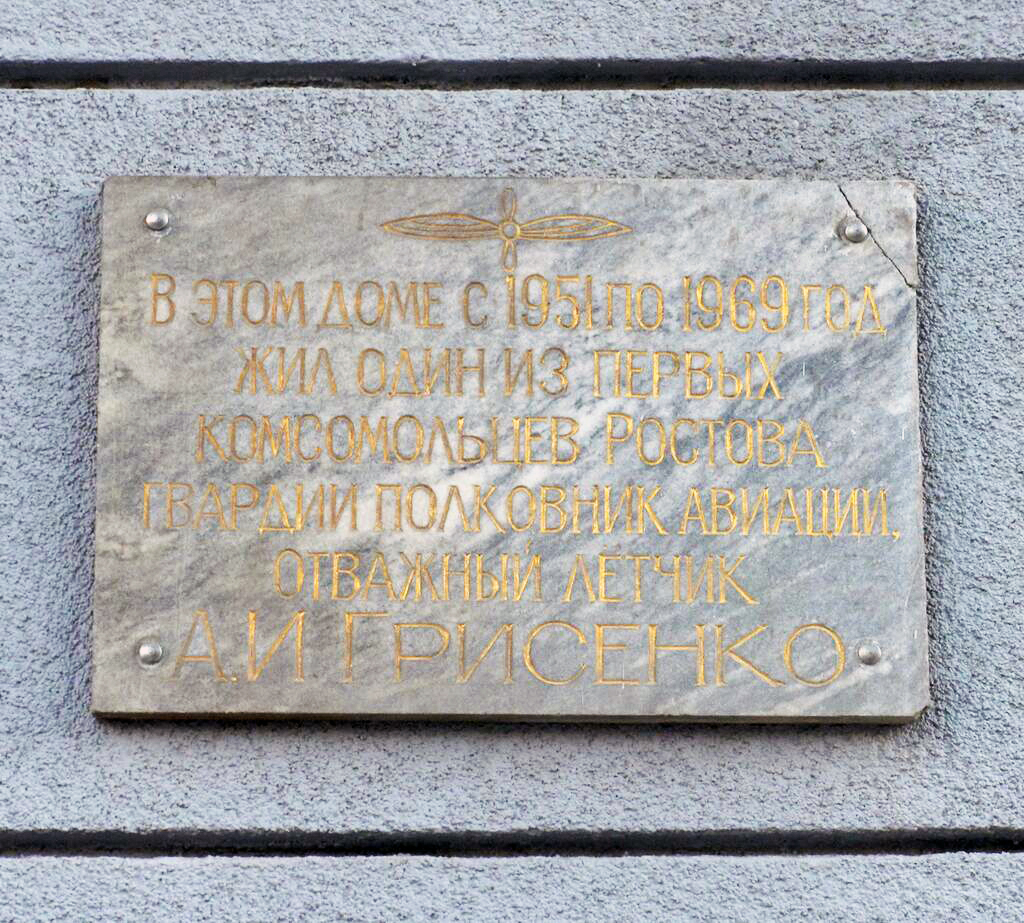 В ЭТОМ ДОМЕ С 1951 ПО 1969 ГОД
ЖИЛ ОДИН ИЗ ПЕРВЫХ
КОМСОМОЛЬЦЕВ РОСТОВА
ГВАРДИИ ПОЛКОВНИК АВИАЦИИ,
ОТВАЖНЫЙ ЛЕТЧИК
А.И ГРИСЕНКО